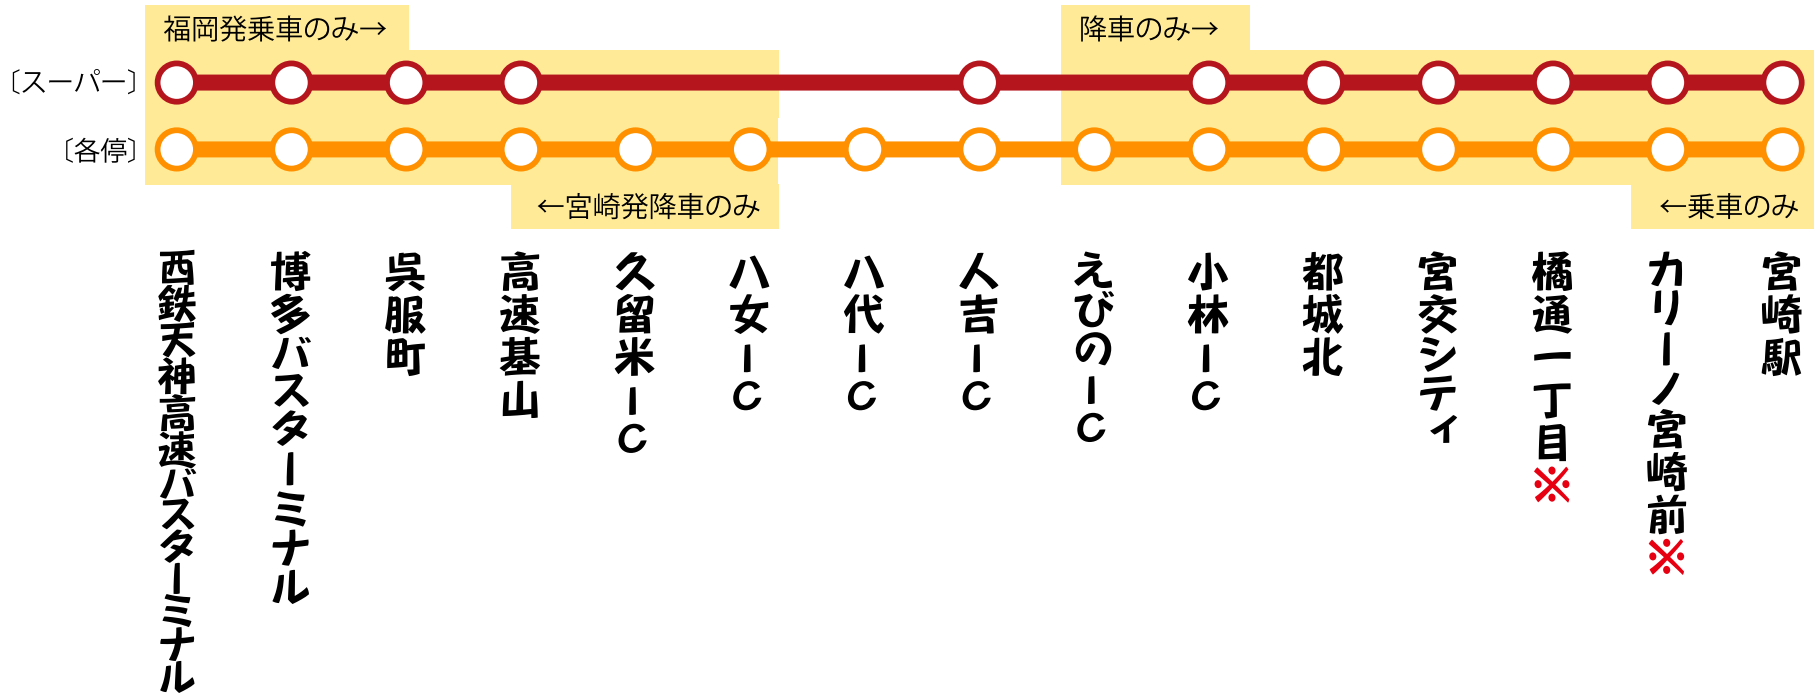 福岡発乗車のみ→
降車のみ→
〔スーパー〕
〔各停〕
←宮崎発降車のみ
←乗車のみ
西鉄天神高速バスターミナル
博多バスターミナル
呉服町
高速基山
久留米IC
八女IC
八代IC
人吉IC
えびのIC
小林IC
都城北
宮交シティ
橘通一丁目※
カリーノ宮崎前※
宮崎駅